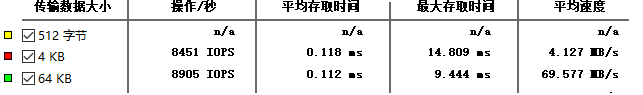 传输数据大小 操作/秒 平均存取时间 最大存取时间 平均速度
512 字节 n/a n/a n/a n/a
4 KB 8451 IOPS 0.118 ms 14.809 ms 4.127 MB/s
64 KB 8905 IOPS 0.112 ms 9.444 ms 69.577 MB/s